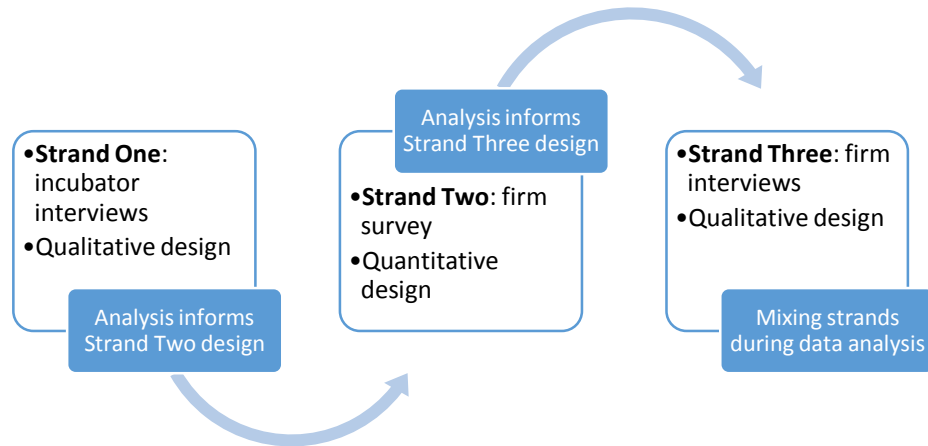 •Strand One:
incubator
interviews
•Qualitative design
Analysis informs
Strand Two design
Analysis informs
Strand Three design
•Strand Two: firm
survey
•Quantitative
design
•Strand Three: firm
interviews
•Qualitative design
Mixing strands
during data analysis